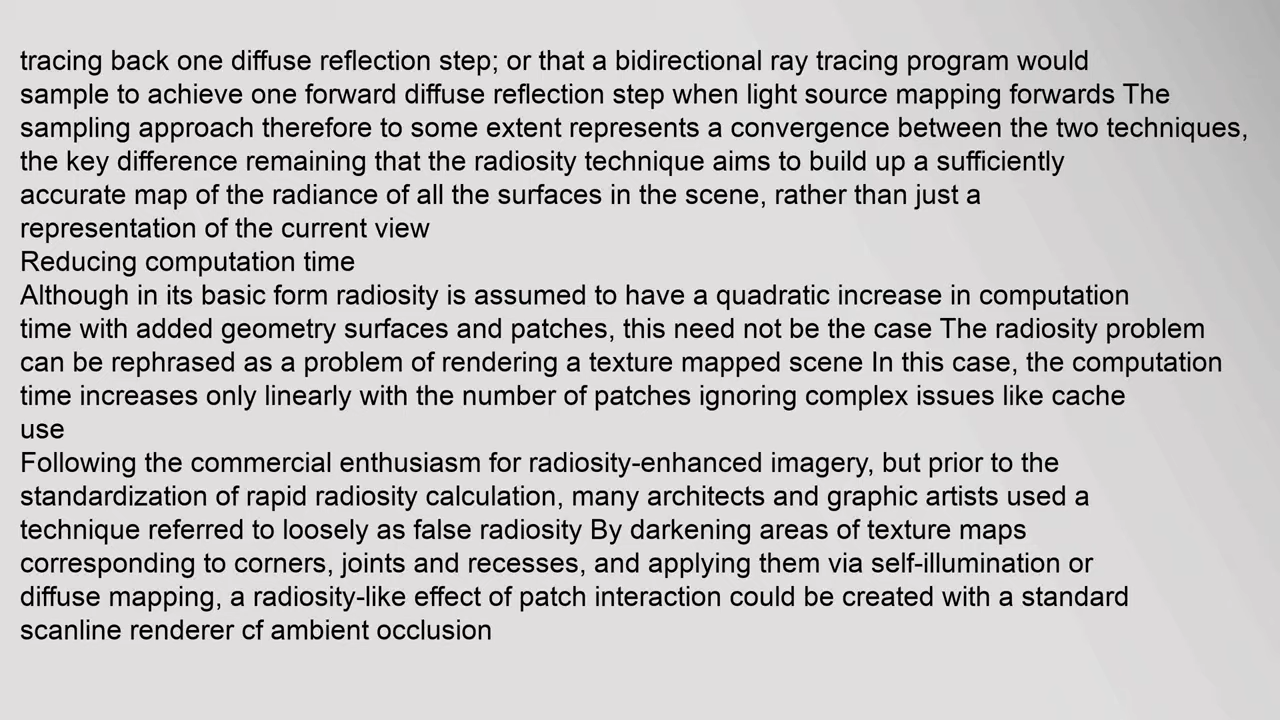 tracing back one diffuse reflection step; or that a bidirectional ray tracing program would
sample to achieve one forward diffuse reflection step when light source mapping forwards The
sampling approach therefore to some extent represents a convergence between the two techniques,
the key difference remaining that the radiosity technique aims to build up a sufficiently
accurate map of the radiance of all the surfaces in the scene, rather than just a
representation of the current view
Reducing computation time
Although in its basic form radiosity is assumed to have a quadratic increase in computation
time with added geometry surfaces and patches, this need not be the case The radiosity problem
can be rephrased as a problem of rendering a texture mapped scene In this case, the computation
time increases only linearly with the number of patches ignoring complex issues like cache
use
Following the commercial enthusiasm for radiosity-enhanced imagery, but prior to the
standardization of rapid radiosity calculation, many architects and graphic artists used a
technique referred to loosely as false radiosity By darkening areas of texture maps
corresponding to corners, joints and recesses, and applying them via self-illumination or
diffuse mapping, a radiosity-like effect of patch interaction could be created with a standard
scanline renderer cf ambient occlusion